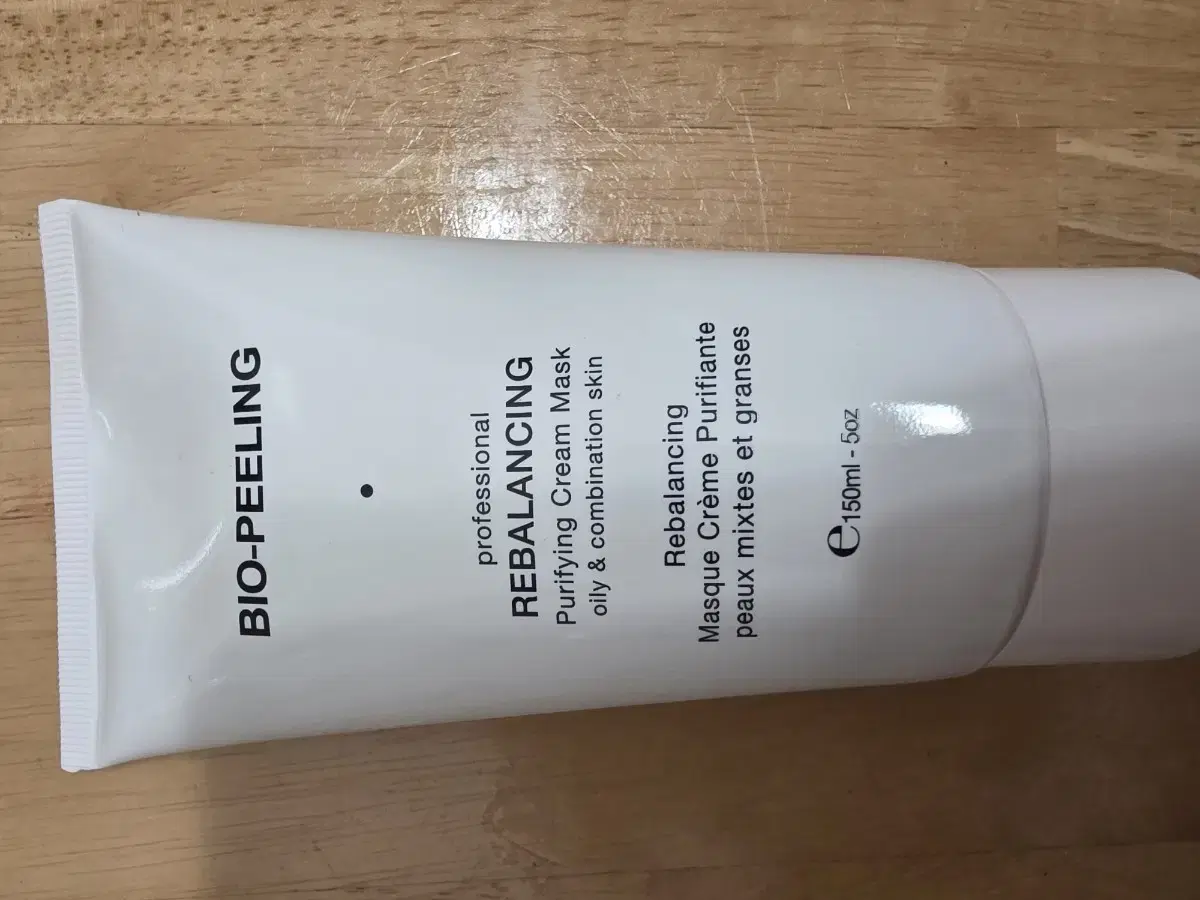 BIO-PEELING
professional
REBALANCING
Purifying Cream Mask
oily & combination skin
Rebalancing
Masque Crème Purifiante
peaux mixtes et granses
℮150ml - 5oz